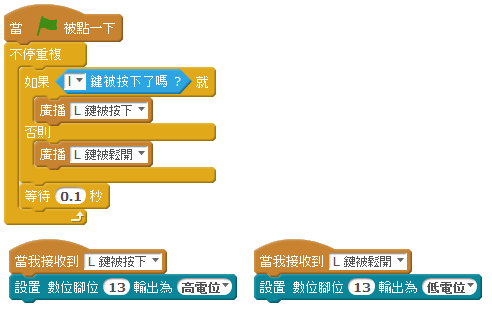 當 被點一下
不停重複
如果 l 鍵被按下了嗎? 就
廣播 L 鍵被按下
否則
廣播 L 鍵被鬆開
等待 0.1 秒
當我接收到 L 鍵被按下
設置 數位腳位 13 輸出為 高電位
當我接收到 L 鍵被鬆開
設置 數位腳位 13 輸出為 低電位